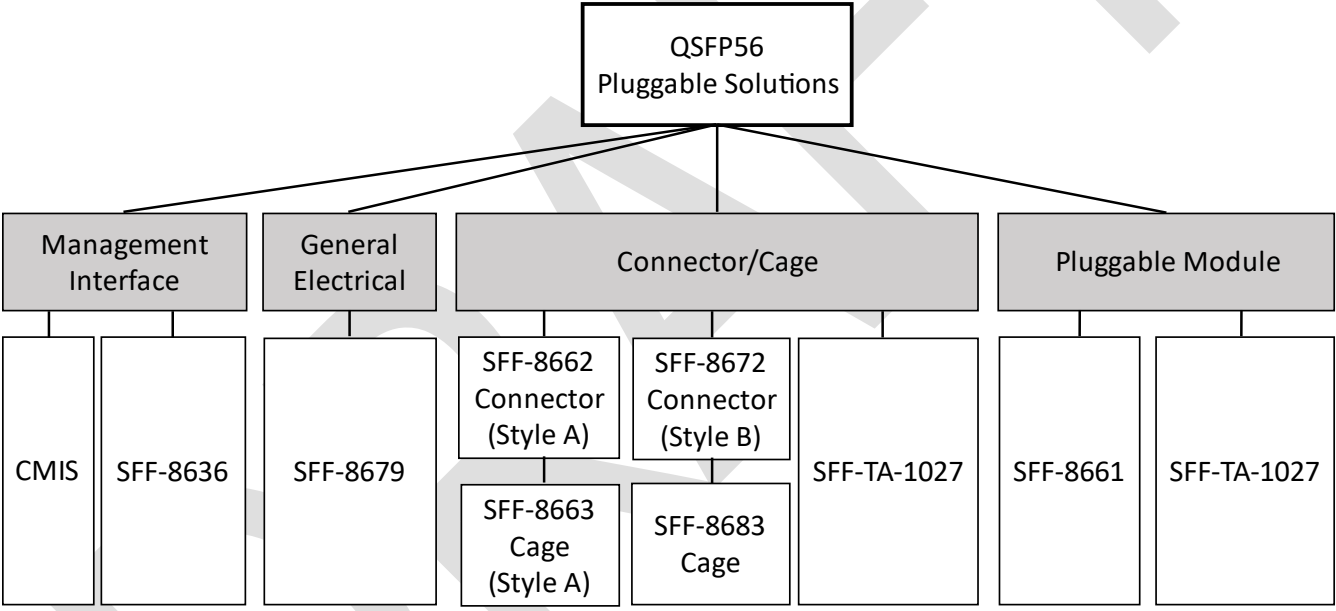 QSFP56
Pluggable Solutions
Management
Interface
General
Electrical
Connector/Cage
Pluggable Module
CMIS
SFF-8636
SFF-8679
SFF-8662
Connector
(Style A)
SFF-8663
Cage
(Style A)
SFF-8672
Connector
(Style B)
SFF-8683
Cage
SFF-TA-1027
SFF-8661
SFF-TA-1027